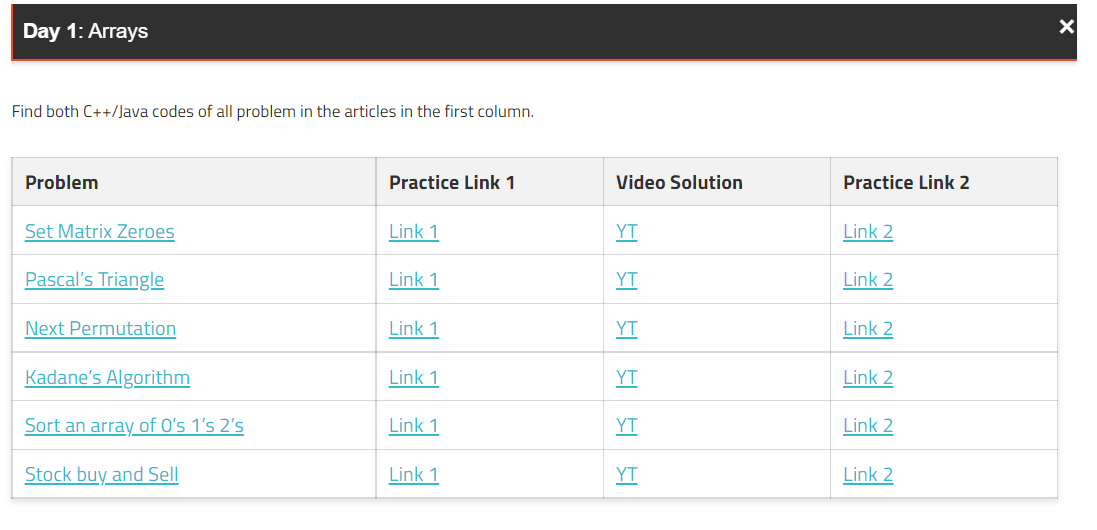 Day 1: Arrays ×
Find both C++/Java codes of all problem in the articles in the first column.
Problem Practice Link 1 Video Solution Practice Link 2
Set Matrix Zeroes Link 1 YT Link 2
Pascal’s Triangle Link 1 YT Link 2
Next Permutation Link 1 YT Link 2
Kadane’s Algorithm Link 1 YT Link 2
Sort an array of 0’s 1’s 2’s Link 1 YT Link 2
Stock buy and Sell Link 1 YT Link 2